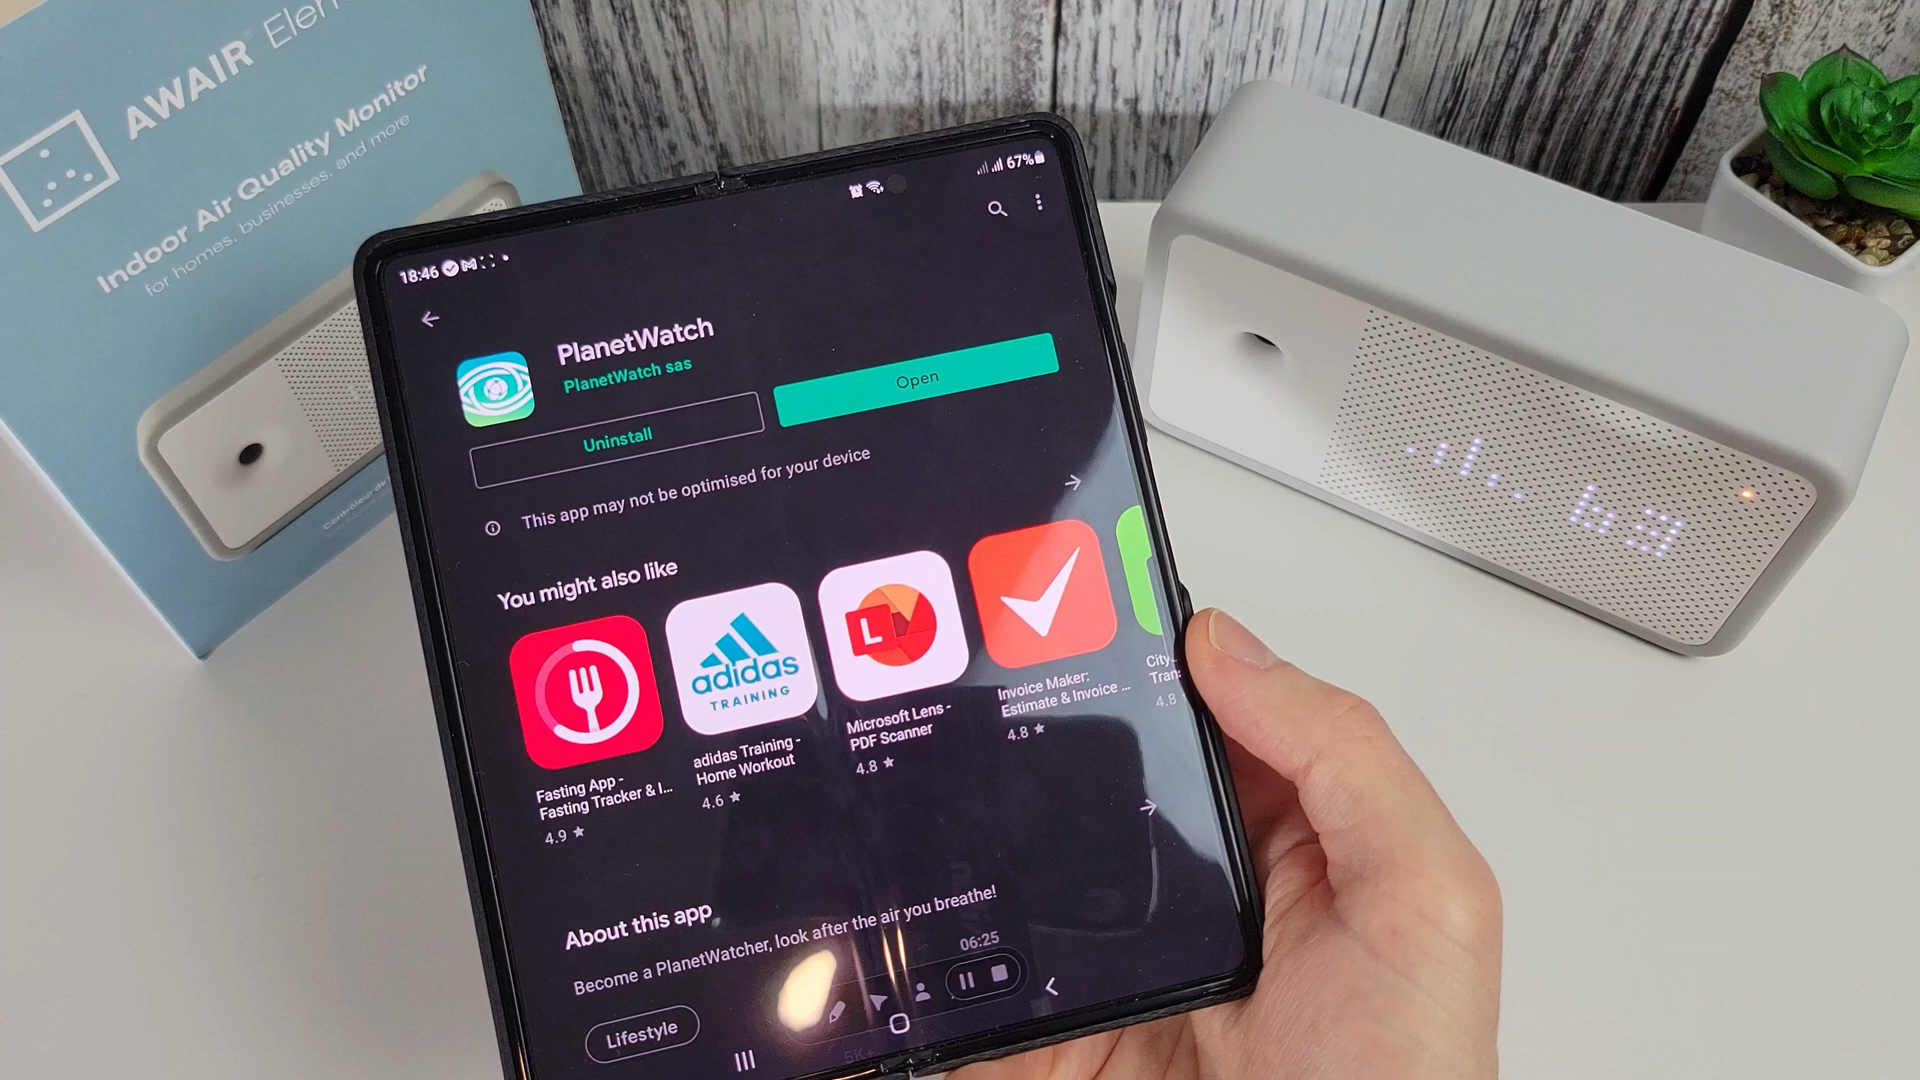 AWAIR
Indoor Air Quality Monitor
for homes, businesses, and more
18:46
67%
PlanetWatch
PlanetWatch sas
Uninstall
Open
This app may not be optimised for your device
You might also like
L
adidas
TRAINING
Fasting App -
Fasting Tracker & I...
4.9 ★
adidas Training -
Home Workout
4.6 ★
Microsoft Lens -
PDF Scanner
4.8 ★
Invoice Maker:
Estimate & Invoice ...
4.8 ★
4.8
About this app
Become a PlanetWatcher, look after the air you breathe!
06:25
Lifestyle
5K+